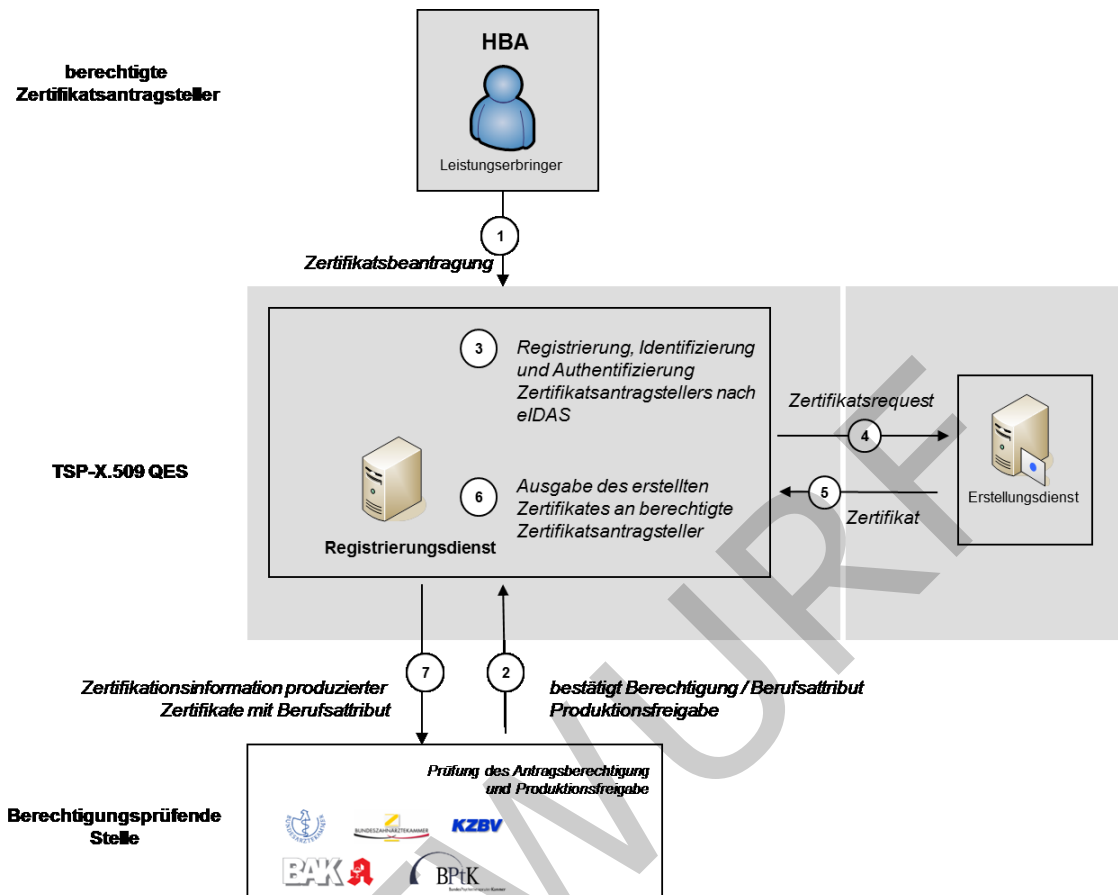 HBA
berechtigte
Zertifikatsantragsteller
Leistungserbringer
1
Zertifikatsbeantragung
3
Registrierung, Identifizierung
und Authentifizierung
Zertifikatsantragstellers nach
eIDAS
Zertifikatsrequest
4
TSP-X.509 QES
5
Zertifikat
Erstellungsdienst
6
Ausgabe des erstellten
Zertifikates an berechtigte
Zertifikatsantragsteller
Registrierungsdienst
7
2
Zertifikationsinformation produzierter
Zertifikate mit Berufsattribut
bestätigt Berechtigung / Berufsattribut
Produktionsfreigabe
Prüfung des Antragsberechtigung
und Produktionsfreigabe
Berechtigungsprüfende
Stelle
BUNDESÄRZTEKAMMER
BUNDESZAHNÄRZTEKAMMER
KZBV
BAK
BPtK
TWURF